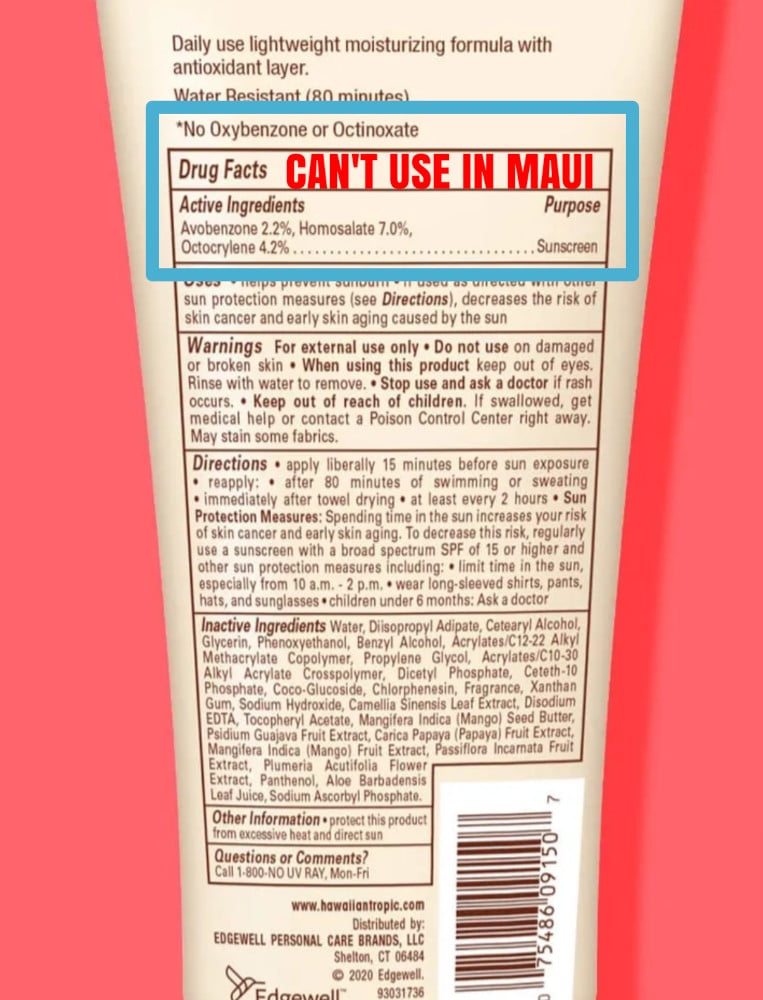 Daily use lightweight moisturizing formula with
antioxidant layer.
Water Resistant (80 minutes)
*No Oxybenzone or Octinoxate
Drug Facts CAN'T USE IN MAUI
Active Ingredients Purpose
Avobenzone 2.2%, Homosalate 7.0%,
Octocrylene 4.2%.................................Sunscreen
Uses • helps prevent sunburn • if used as directed with other
sun protection measures (see Directions), decreases the risk of
skin cancer and early skin aging caused by the sun
Warnings For external use only • Do not use on damaged
or broken skin • When using this product keep out of eyes.
Rinse with water to remove. • Stop use and ask a doctor if rash
occurs. • Keep out of reach of children. If swallowed, get
medical help or contact a Poison Control Center right away.
May stain some fabrics.
Directions • apply liberally 15 minutes before sun exposure
• reapply: • after 80 minutes of swimming or sweating
• immediately after towel drying • at least every 2 hours • Sun
Protection Measures: Spending time in the sun increases your risk
of skin cancer and early skin aging. To decrease this risk, regularly
use a sunscreen with a broad spectrum SPF of 15 or higher and
other sun protection measures including: • limit time in the sun,
especially from 10 a.m. - 2 p.m. • wear long-sleeved shirts, pants,
hats, and sunglasses • children under 6 months: Ask a doctor
Inactive Ingredients Water, Diisopropyl Adipate, Cetearyl Alcohol,
Glycerin, Phenoxyethanol, Benzyl Alcohol, Acrylates/C12-22 Alkyl
Methacrylate Copolymer, Propylene Glycol, Acrylates/C10-30
Alkyl Acrylate Crosspolymer, Dicetyl Phosphate, Ceteth-10
Phosphate, Coco-Glucoside, Chlorphenesin, Fragrance, Xanthan
Gum, Sodium Hydroxide, Camellia Sinensis Leaf Extract, Disodium
EDTA, Tocopheryl Acetate, Mangifera Indica (Mango) Seed Butter,
Psidium Guajava Fruit Extract, Carica Papaya (Papaya) Fruit Extract,
Mangifera Indica (Mango) Fruit Extract, Passiflora Incarnata Fruit
Extract, Plumeria Acutifolia Flower
Extract, Panthenol, Aloe Barbadensis
Leaf Juice, Sodium Ascorbyl Phosphate.
Other Information • protect this product
from excessive heat and direct sun
Questions or Comments?
Call 1-800-NO UV RAY, Mon-Fri
www.hawaiiantropic.com
Distributed by:
EDGEWELL PERSONAL CARE BRANDS, LLC
Shelton, CT 06484
© 2020 Edgewell.
Edgewell™ 93031736
0 75486 09150 7